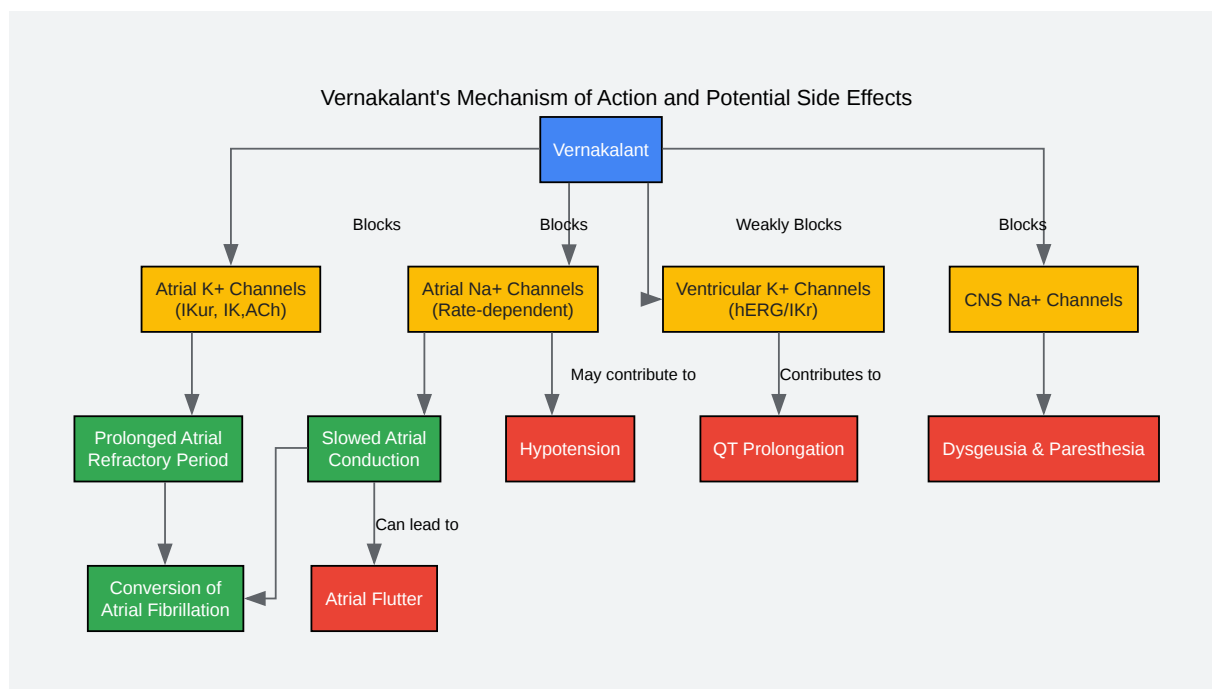 Vernakalant's Mechanism of Action and Potential Side Effects
Vernakalant
Blocks
Blocks
Weakly Blocks
Blocks
Atrial K+ Channels
(IKur, IK,ACh)
Atrial Na+ Channels
(Rate-dependent)
Ventricular K+ Channels
(hERG/IKr)
CNS Na+ Channels
May contribute to
Contributes to
Prolonged Atrial
Refractory Period
Slowed Atrial
Conduction
Hypotension
QT Prolongation
Dysgeusia & Paresthesia
Can lead to
Conversion of
Atrial Fibrillation
Atrial Flutter